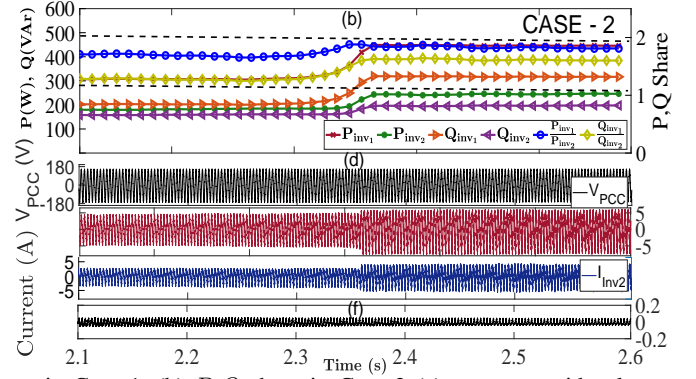 600
500
400
300
200
100
P(W), Q(VAr)
(b)
CASE - 2
2
1
0
P,Q Share
P_inv1 P_inv2 Q_inv1 Q_inv2 P_inv1/P_inv2 Q_inv1/Q_inv2
(d)
V_PCC (V)
180
0
-180
V_PCC
Current (A)
5
0
-5
5
0
-5
I_Inv2
(f)
0.2
0
-0.2
2.1 2.2 2.3 2.4 2.5 2.6
Time (s)